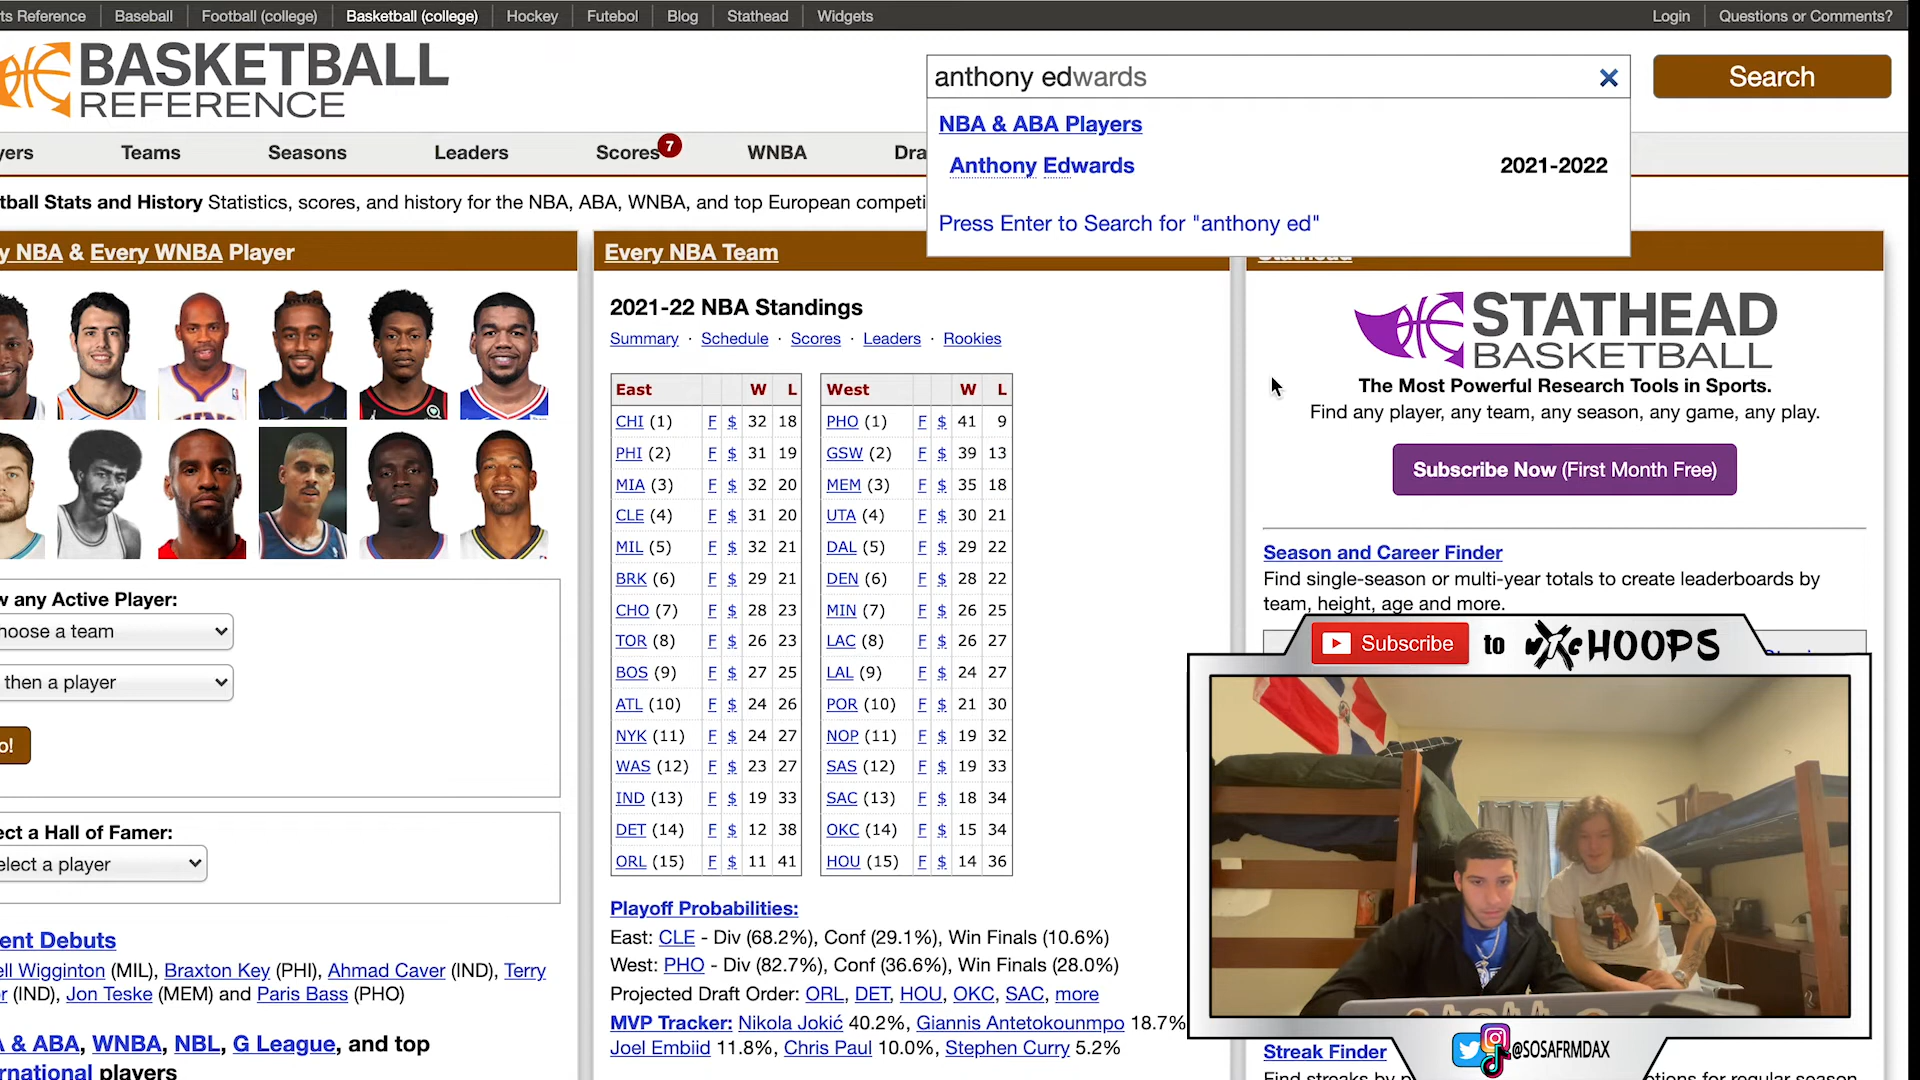 ts Reference Baseball Football (college) Basketball (college) Hockey Futebol Blog Stathead Widgets Login Questions or Comments?
BASKETBALL
REFERENCE
anthony edwards
Search
NBA & ABA Players
Anthony Edwards 2021-2022
Press Enter to Search for "anthony ed"
yers Teams Seasons Leaders Scores 7 WNBA Dra
tball Stats and History Statistics, scores, and history for the NBA, ABA, WNBA, and top European competi
y NBA & Every WNBA Player
Every NBA Team
Stathead
2021-22 NBA Standings
Summary · Schedule · Scores · Leaders · Rookies
East W L West W L
CHI (1) F $ 32 18 PHO (1) F $ 41 9
PHI (2) F $ 31 19 GSW (2) F $ 39 13
MIA (3) F $ 32 20 MEM (3) F $ 35 18
CLE (4) F $ 31 20 UTA (4) F $ 30 21
MIL (5) F $ 32 21 DAL (5) F $ 29 22
BRK (6) F $ 29 21 DEN (6) F $ 28 22
CHO (7) F $ 28 23 MIN (7) F $ 26 25
TOR (8) F $ 26 23 LAC (8) F $ 26 27
BOS (9) F $ 27 25 LAL (9) F $ 24 27
ATL (10) F $ 24 26 POR (10) F $ 21 30
NYK (11) F $ 24 27 NOP (11) F $ 19 32
WAS (12) F $ 23 27 SAS (12) F $ 19 33
IND (13) F $ 19 33 SAC (13) F $ 18 34
DET (14) F $ 12 38 OKC (14) F $ 15 34
ORL (15) F $ 11 41 HOU (15) F $ 14 36
Playoff Probabilities:
East: CLE - Div (68.2%), Conf (29.1%), Win Finals (10.6%)
West: PHO - Div (82.7%), Conf (36.6%), Win Finals (28.0%)
Projected Draft Order: ORL, DET, HOU, OKC, SAC, more
MVP Tracker: Nikola Jokić 40.2%, Giannis Antetokounmpo 18.7%
Joel Embiid 11.8%, Chris Paul 10.0%, Stephen Curry 5.2%
w any Active Player:
hoose a team
then a player
o!
ect a Hall of Famer:
elect a player
ent Debuts
ell Wigginton (MIL), Braxton Key (PHI), Ahmad Caver (IND), Terry
r (IND), Jon Teske (MEM) and Paris Bass (PHO)
A & ABA, WNBA, NBL, G League, and top
rnational players
STATHEAD
BASKETBALL
The Most Powerful Research Tools in Sports.
Find any player, any team, any season, any game, any play.
Subscribe Now (First Month Free)
Season and Career Finder
Find single-season or multi-year totals to create leaderboards by
team, height, age and more.
Subscribe to HOOPS
@SOSAFRMDAX
Streak Finder
Find streaks by p
ptions for regular season